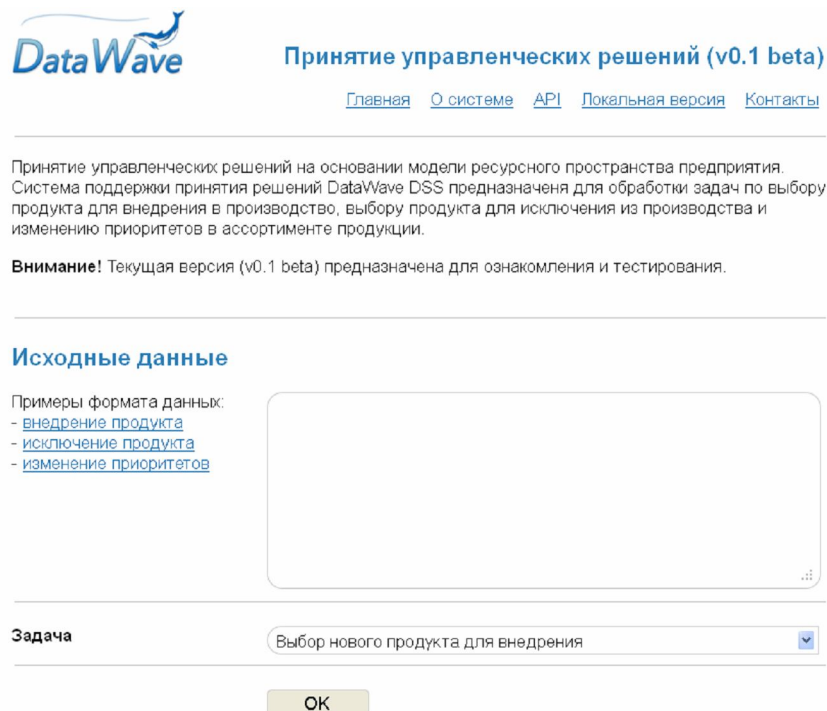 DataWave
Принятие управленческих решений (v0.1 beta)
Главная О системе API Локальная версия Контакты
Принятие управленческих решений на основании модели ресурсного пространства предприятия.
Система поддержки принятия решений DataWave DSS предназначеня для обработки задач по выбору
продукта для внедрения в производство, выбору продукта для исключения из производства и
изменению приоритетов в ассортименте продукции.
Внимание! Текущая версия (v0.1 beta) предназначена для ознакомления и тестирования.
Исходные данные
Примеры формата данных:
- внедрение продукта
- исключение продукта
- изменение приоритетов
Задача
Выбор нового продукта для внедрения
OK